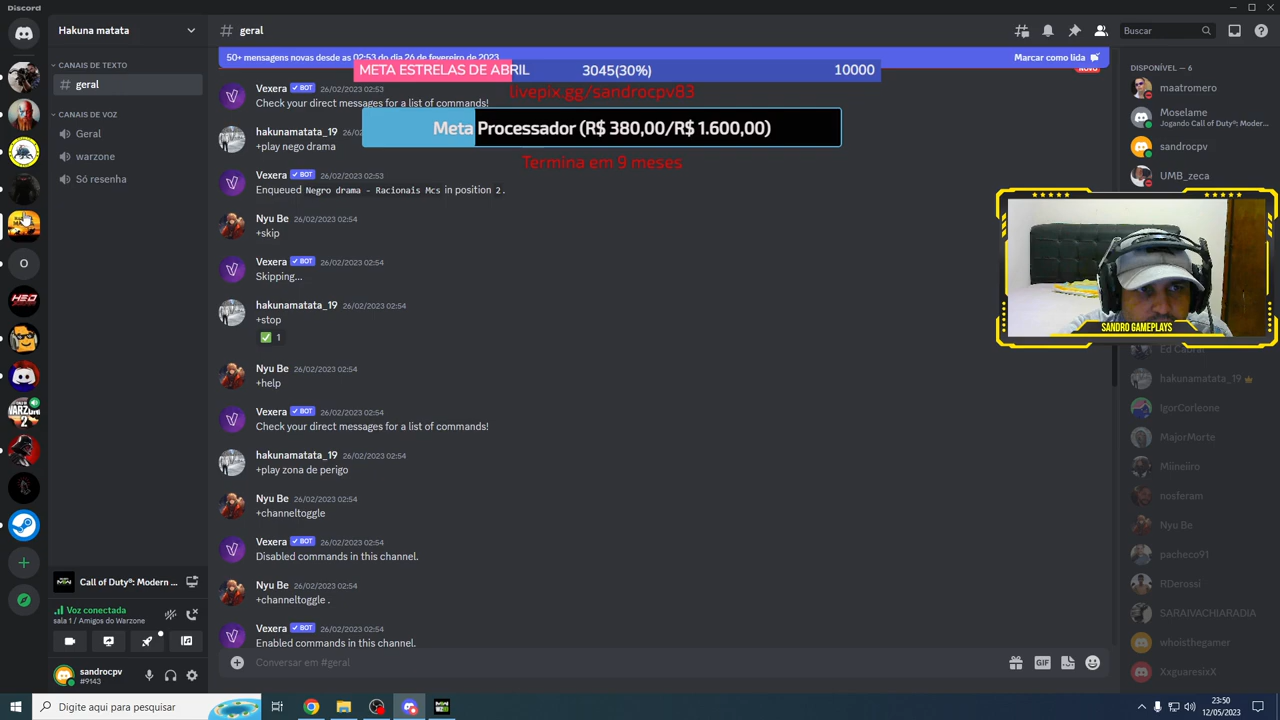 Discord
Hakuna matata
geral
Buscar
CANAIS DE TEXTO
geral
CANAIS DE VOZ
Geral
warzone
Só resenha
50+ mensagens novas desde as 02:53 do dia 26 de fevereiro de 2023
Marcar como lida
NOVO
META ESTRELAS DE ABRIL
3045(30%)
10000
livepix.gg/sandrocpv83
Meta Processador (R$ 380,00/R$ 1.600,00)
Termina em 9 meses
Vexera BOT 26/02/2023 02:53
Check your direct messages for a list of commands!
hakunamatata_19 26/02/2023 02:53
+play nego drama
Vexera BOT 26/02/2023 02:53
Enqueued Negro drama - Racionais Mcs in position 2.
Nyu Be 26/02/2023 02:54
+skip
Vexera BOT 26/02/2023 02:54
Skipping...
hakunamatata_19 26/02/2023 02:54
+stop
1
Nyu Be 26/02/2023 02:54
+help
Vexera BOT 26/02/2023 02:54
Check your direct messages for a list of commands!
hakunamatata_19 26/02/2023 02:54
+play zona de perigo
Nyu Be 26/02/2023 02:54
+channeltoggle
Vexera BOT 26/02/2023 02:54
Disabled commands in this channel.
Nyu Be 26/02/2023 02:54
+channeltoggle .
Vexera BOT 26/02/2023 02:54
Enabled commands in this channel.
Conversar em #geral
GIF
DISPONÍVEL — 6
maatromero
Moselame
Jogando Call of Duty®: Modern W...
sandrocpv
UMB_zeca
SANDRO GAMEPLAYS
Ed Cabral
hakunamatata_19
IgorCorleone
MajorMorte
Miineiiro
nosferam
Nyu Be
pacheco91
RDerossi
SARAIVACHIARADIA
whoisthegamer
XxguaresixX
O
Call of Duty®: Modern ...
Voz conectada
sala 1 / Amigos do Warzone
sandrocpv
#9143
Digite aqui para pesquisar
23:50
12/05/2023